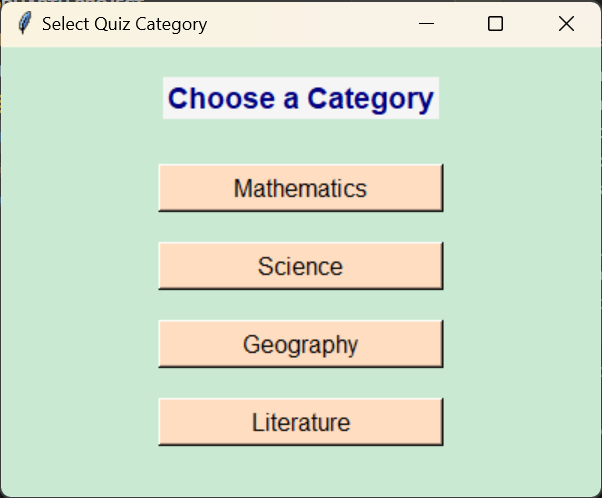 Select Quiz Category
Choose a Category
Mathematics
Science
Geography
Literature